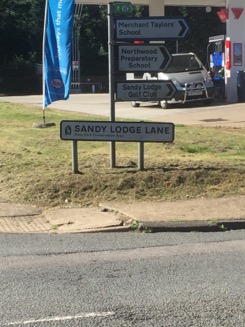 Merchant Taylors'
School
Northwood
Preparatory
School
Sandy Lodge
Golf Club
SANDY LODGE LANE